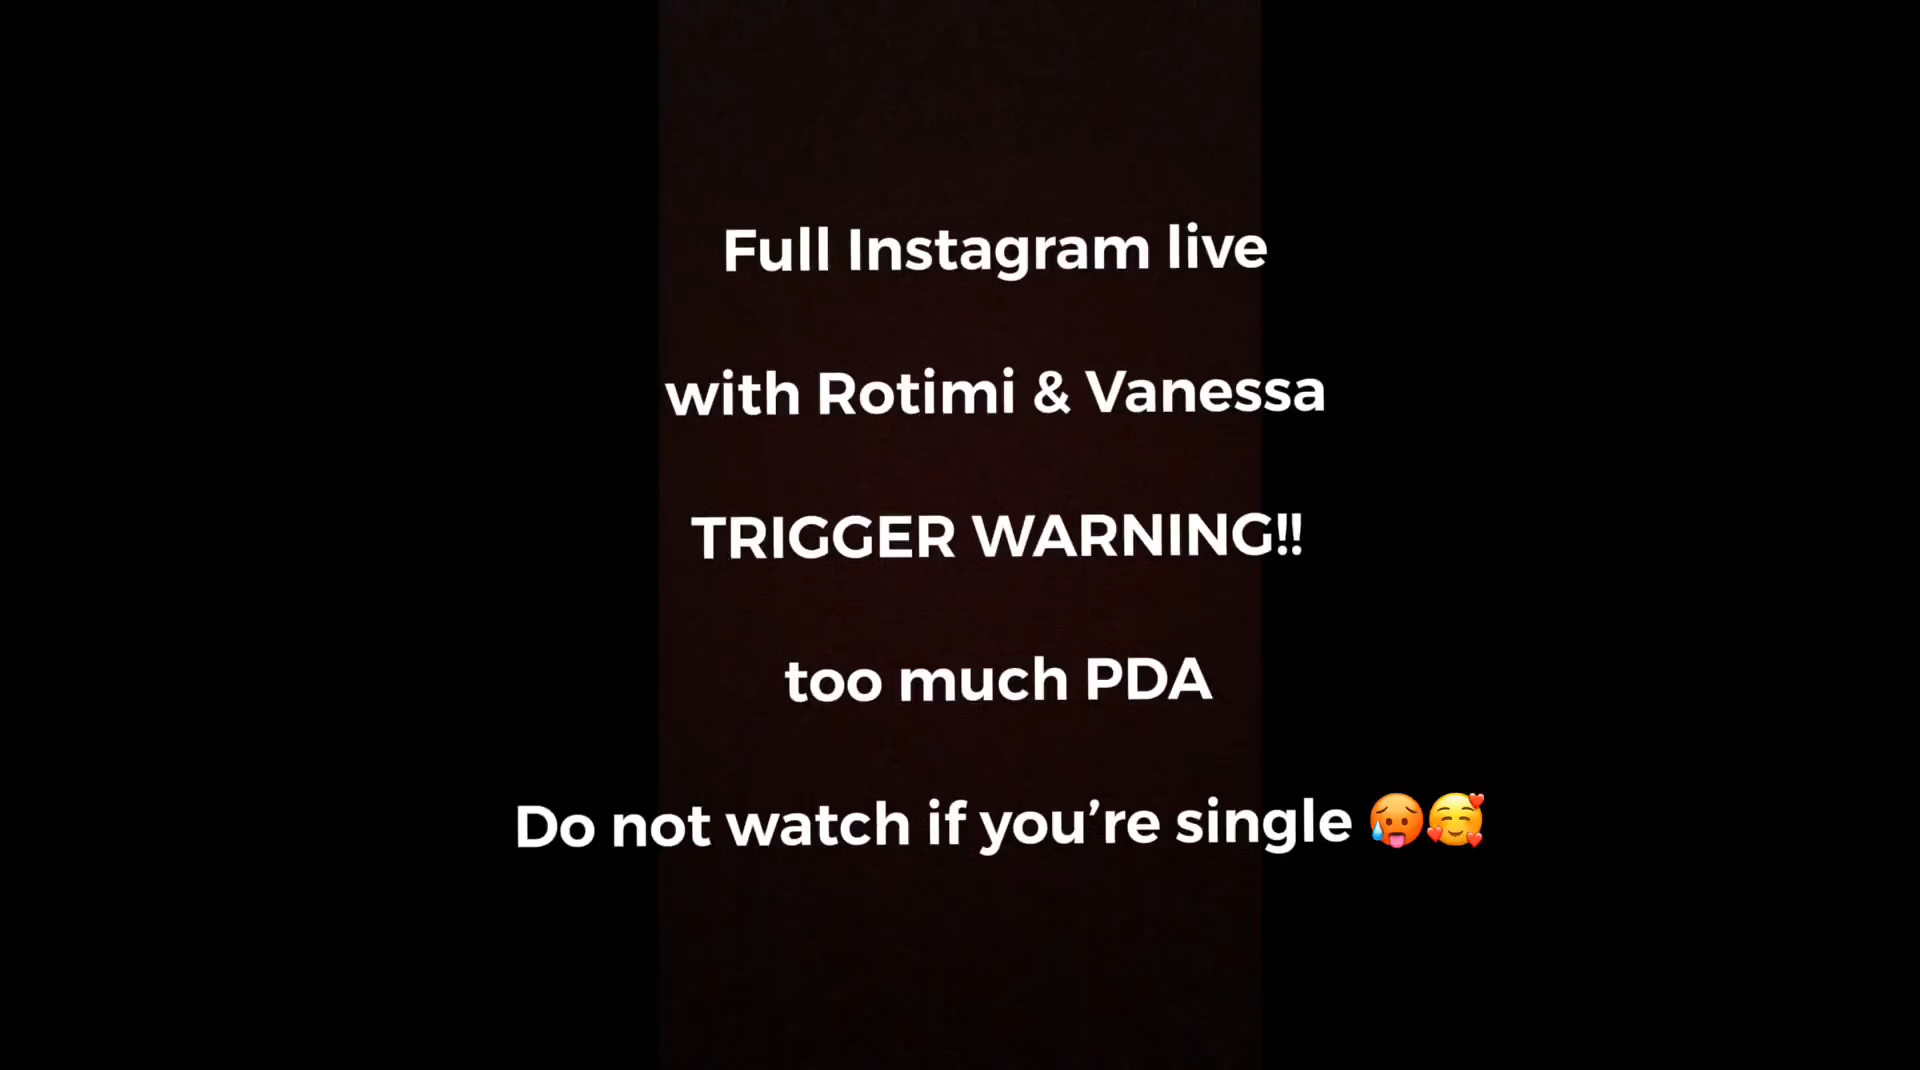 Full Instagram live
with Rotimi & Vanessa
TRIGGER WARNING!!
too much PDA
Do not watch if you’re single 🥵🥰